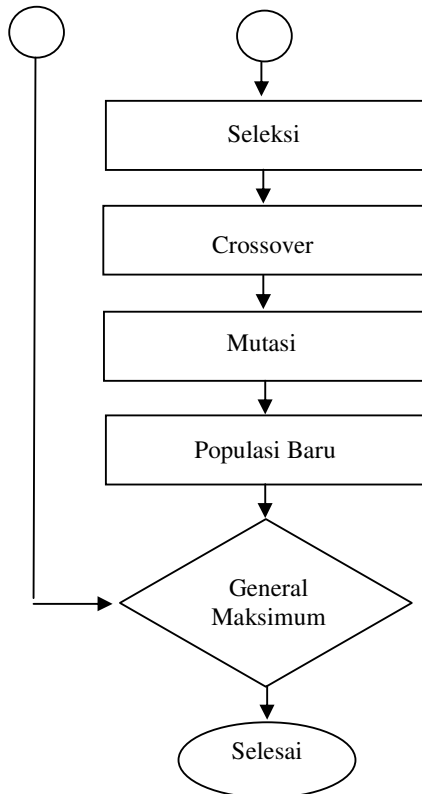 Seleksi
Crossover
Mutasi
Populasi Baru
General
Maksimum
Selesai